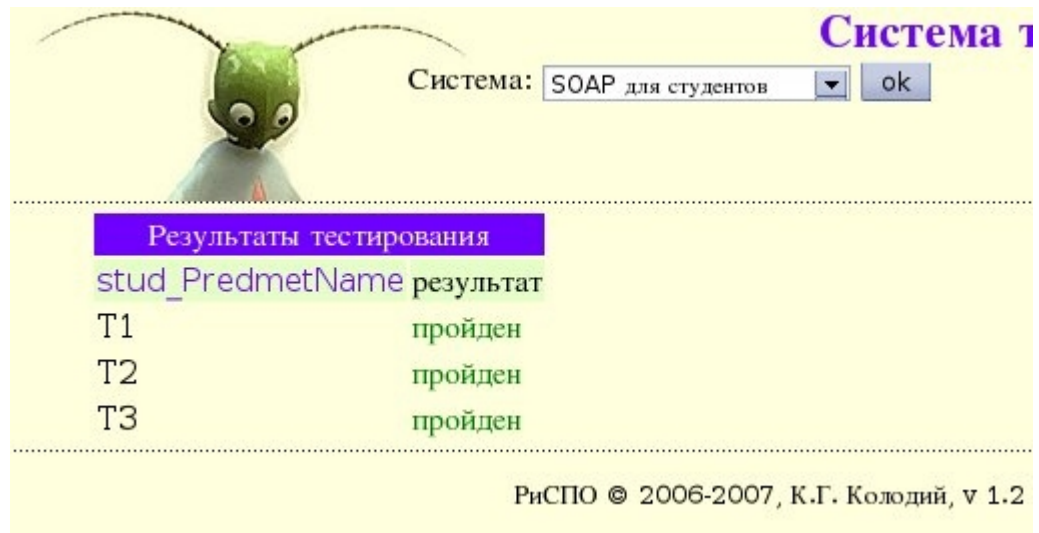 Система т
Система: SOAP для студентов ok
Результаты тестирования
stud_PredmetName результат
T1 пройден
T2 пройден
T3 пройден
РиСПО © 2006-2007, К.Г. Колодий, v 1.2